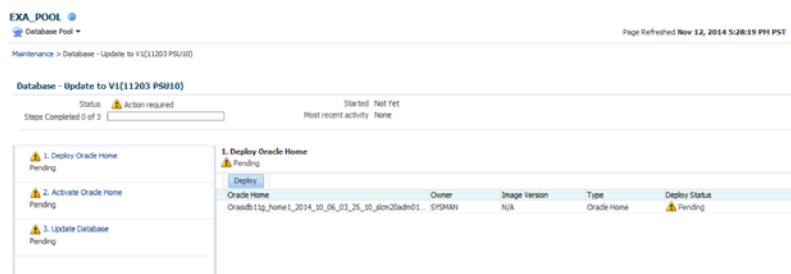 EXA_POOL
Database Pool
Page Refreshed Nov 12, 2014 5:28:19 PM PST
Maintenance > Database - Update to V1(11203 PSU10)
Database - Update to V1(11203 PSU10)
Status Action required
Started Not Yet
Steps Completed 0 of 3
Most recent activity None
1. Deploy Oracle Home
Pending
2. Activate Oracle Home
Pending
3. Update Database
Pending
1. Deploy Oracle Home
Pending
Deploy
Oracle Home Owner Image Version Type Deploy Status
Orasidb11g_home1_2014_10_06_03_25_10_slcm20adm01... SYSMAN N/A Oracle Home Pending